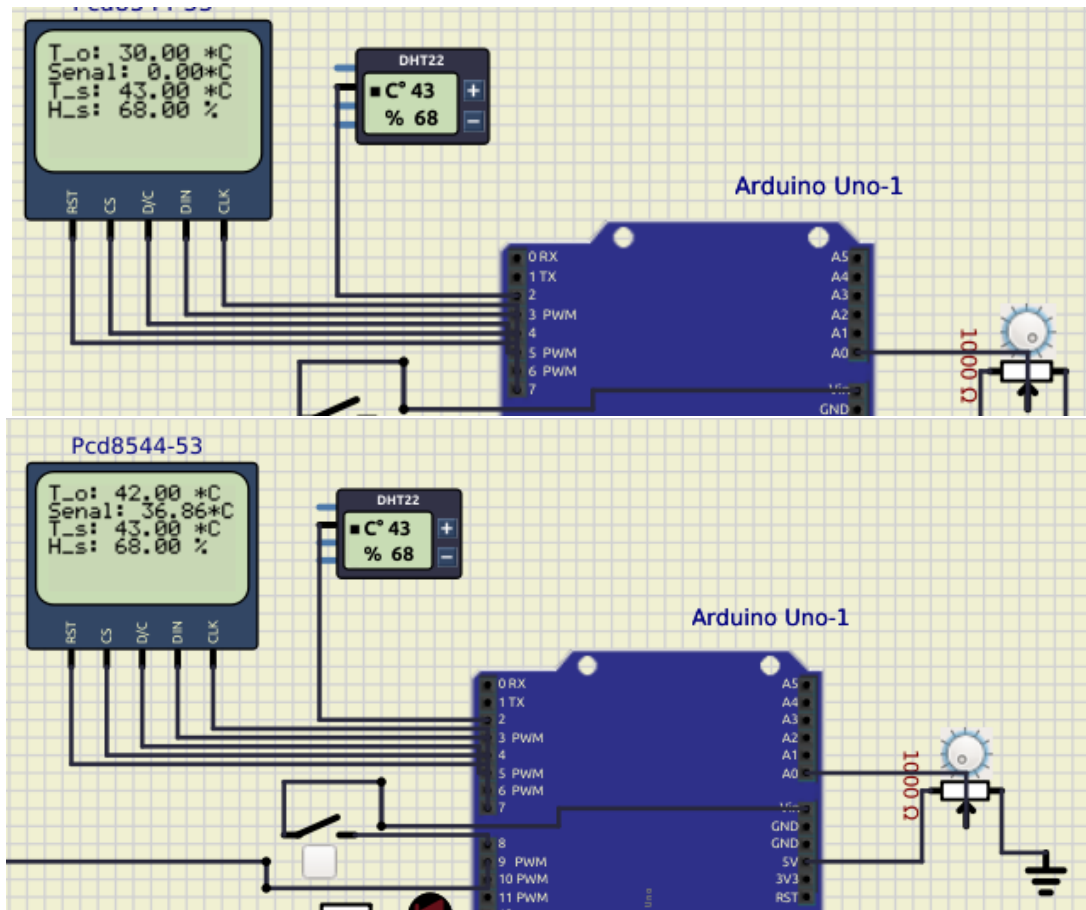 Pcd8544-53
T_o: 30.00 *C
Senal: 0.00*C
T_s: 43.00 *C
H_s: 68.00 %
RST
CS
D/C
DIN
CLK
DHT22
C° 43
+
% 68
−
Arduino Uno-1
0 RX
1 TX
2
3 PWM
4
5 PWM
6 PWM
7
A5
A4
A3
A2
A1
A0
Vin
GND
1000 Ω
Pcd8544-53
T_o: 42.00 *C
Senal: 36.86*C
T_s: 43.00 *C
H_s: 68.00 %
RST
CS
D/C
DIN
CLK
DHT22
C° 43
+
% 68
−
Arduino Uno-1
0 RX
1 TX
2
3 PWM
4
5 PWM
6 PWM
7
8
9 PWM
10 PWM
11 PWM
A5
A4
A3
A2
A1
A0
Vin
GND
GND
5V
3V3
RST
Uno
1000 Ω